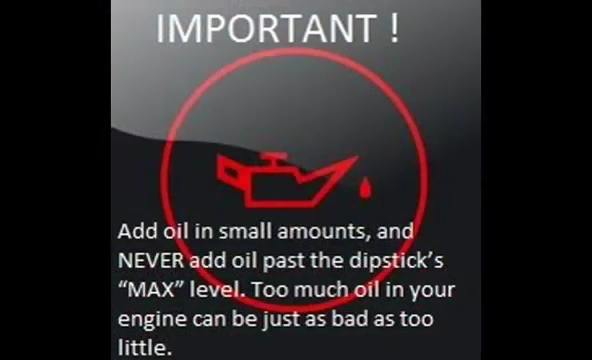 IMPORTANT !
Add oil in small amounts, and
NEVER add oil past the dipstick’s
“MAX” level. Too much oil in your
engine can be just as bad as too
little.